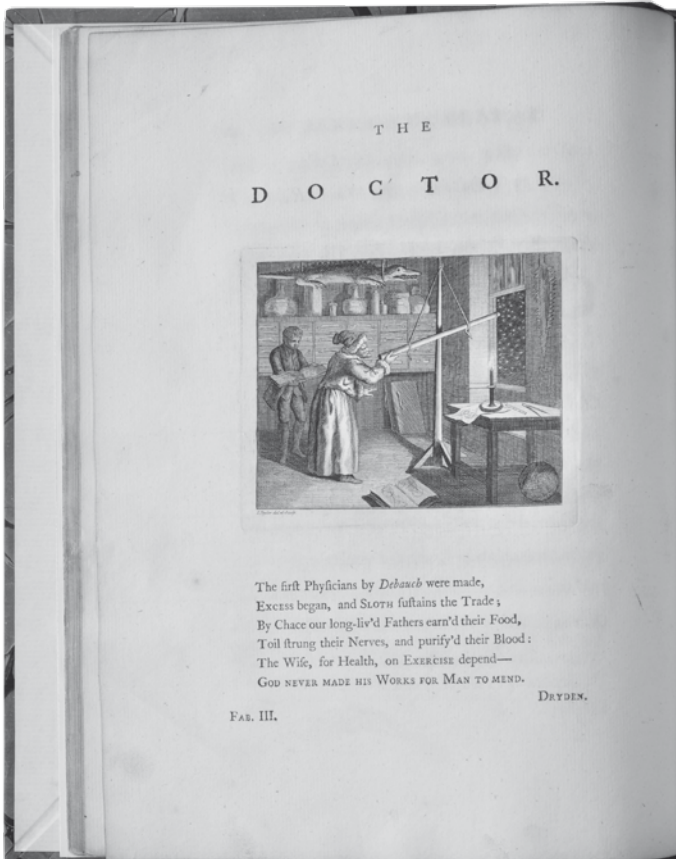 THE
DOCTOR.
The firſt Phyſicians by Debauch were made,
EXCESS began, and SLOTH ſuſtains the Trade;
By Chace our long-liv'd Fathers earn'd their Food,
Toil ſtrung their Nerves, and purify'd their Blood:
The Wiſe, for Health, on EXERCISE depend—
GOD NEVER MADE HIS WORKS FOR MAN TO MEND.
DRYDEN.
FAB. III.